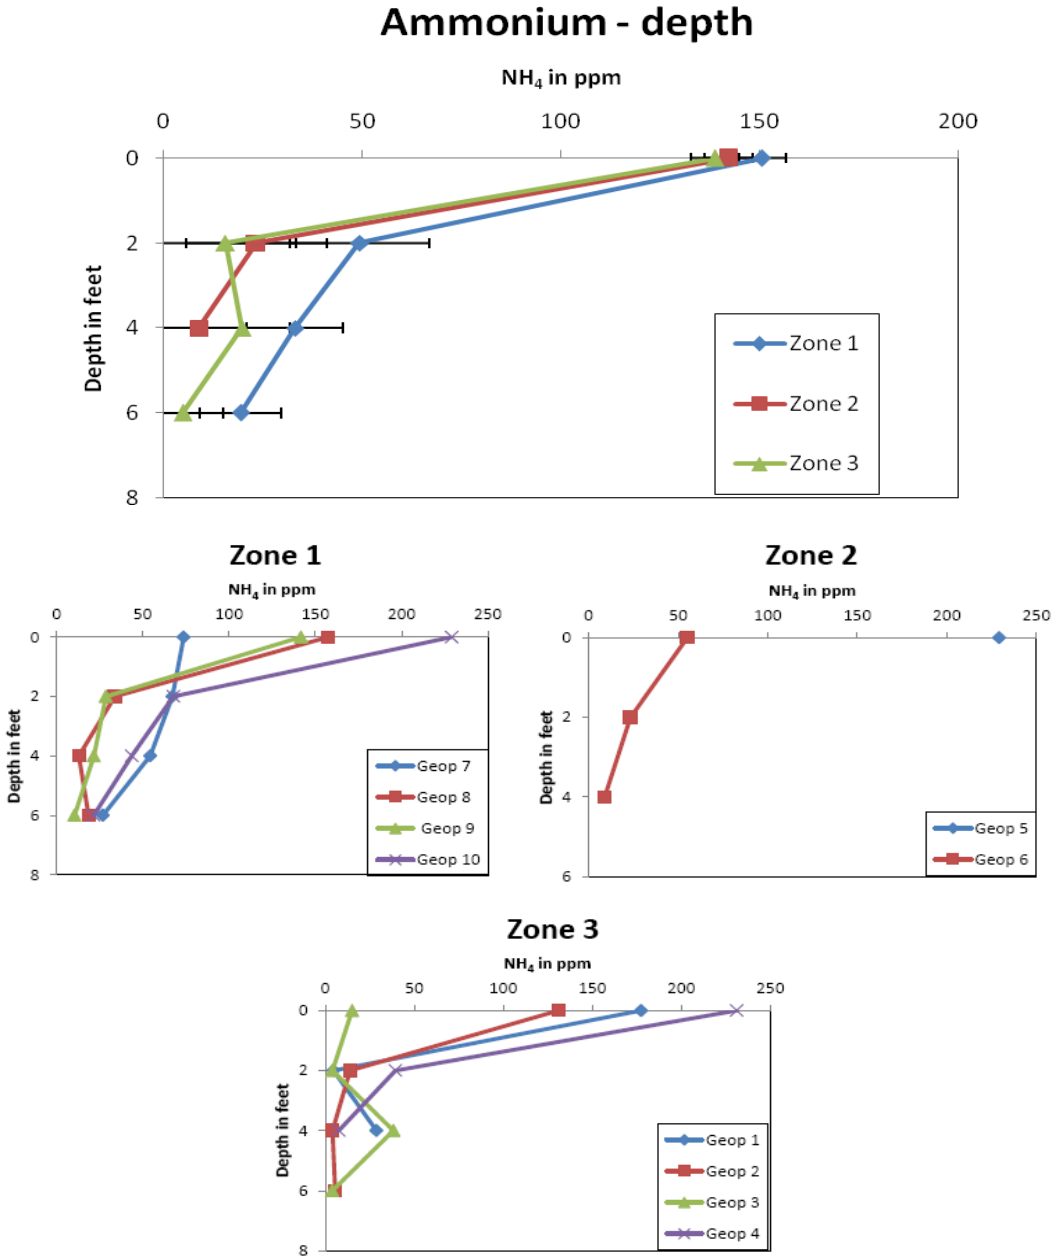 Ammonium - depth
NH4 in ppm
0 50 100 150 200
0
2
4
6
8
Depth in feet
Zone 1
Zone 2
Zone 3
Zone 1
NH4 in ppm
0 50 100 150 200 250
0
2
4
6
8
Depth in feet
Geop 7
Geop 8
Geop 9
Geop 10
Zone 2
NH4 in ppm
0 50 100 150 200 250
0
2
4
6
Depth in feet
Geop 5
Geop 6
Zone 3
NH4 in ppm
0 50 100 150 200 250
0
2
4
6
8
Depth in feet
Geop 1
Geop 2
Geop 3
Geop 4